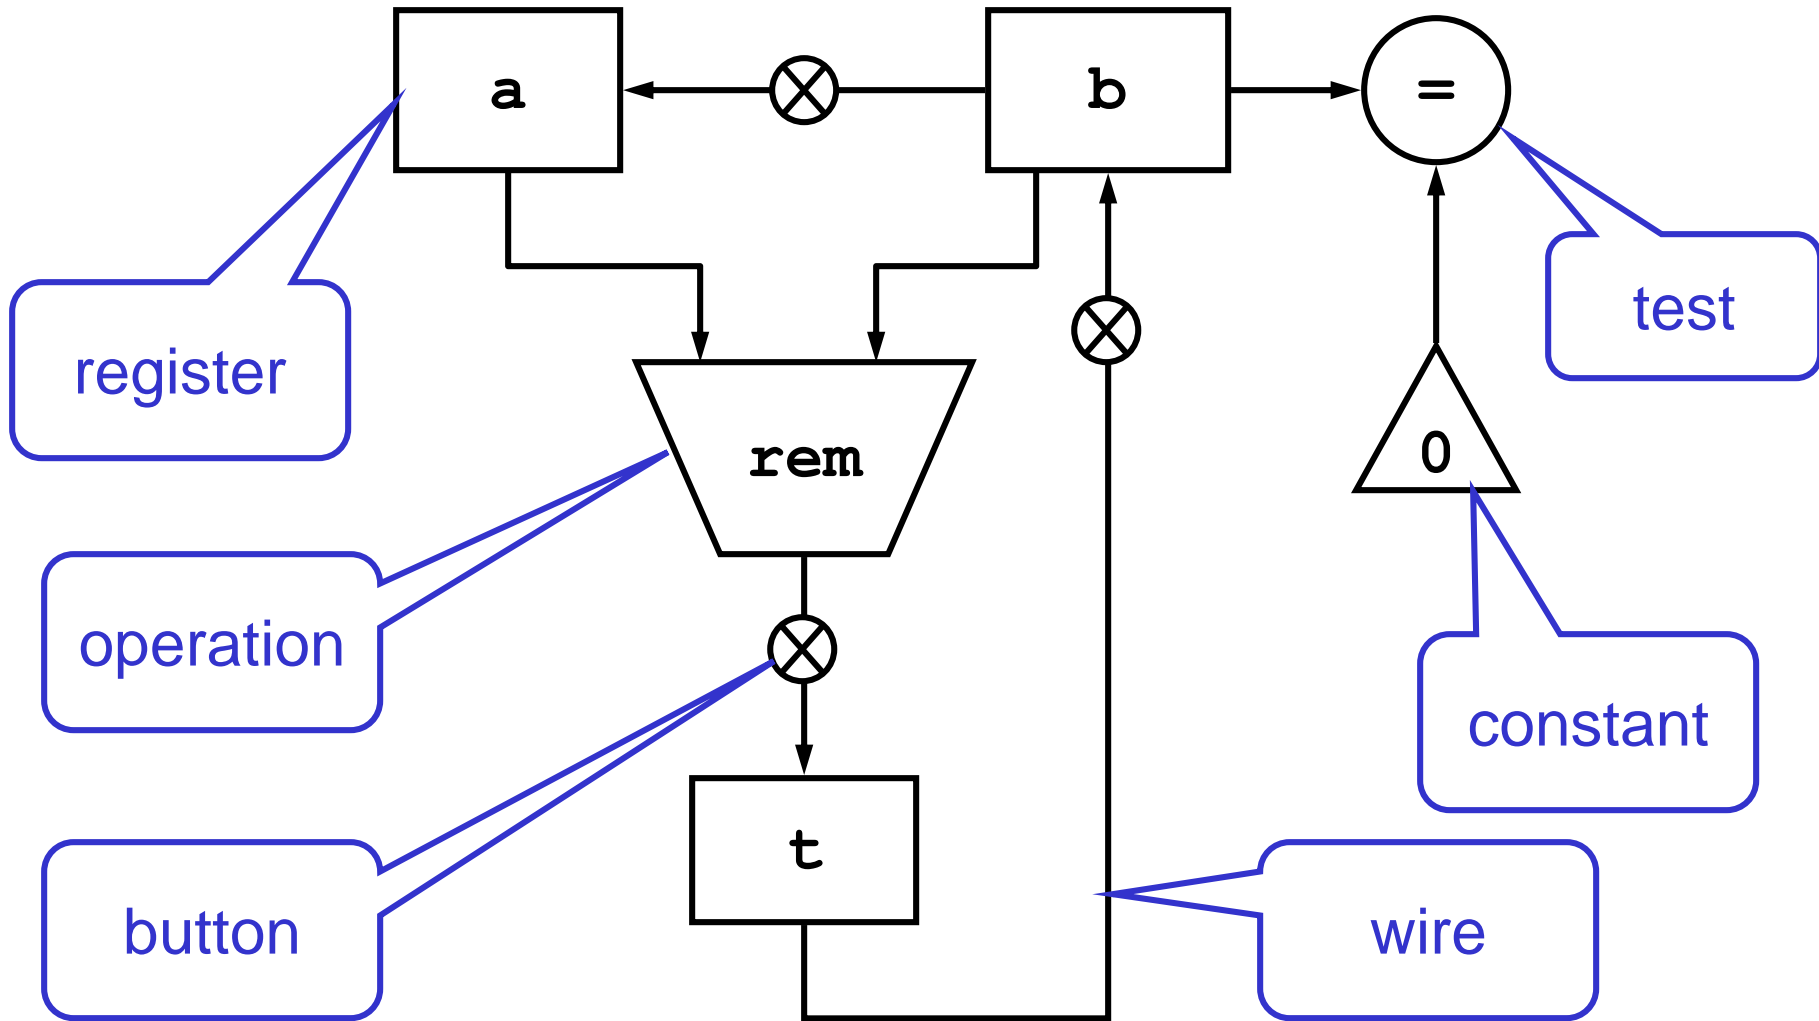 a
b
=
test
register
rem
0
operation
constant
t
button
wire